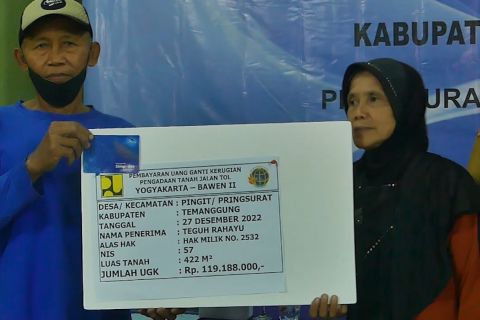 KABUPAT
P
SURA
PEMBAYARAN UANG GANTI KERUGIAN
PENGADAAN TANAH JALAN TOL
YOGYAKARTA – BAWEN II
DESA/ KECAMATAN : PINGIT/ PRINGSURAT
KABUPATEN : TEMANGGUNG
TANGGAL : 27 DESEMBER 2022
NAMA PENERIMA : TEGUH RAHAYU
ALAS HAK : HAK MILIK NO. 2532
NIS : 57
LUAS TANAH : 422 M²
JUMLAH UGK : Rp. 119.188.000,-